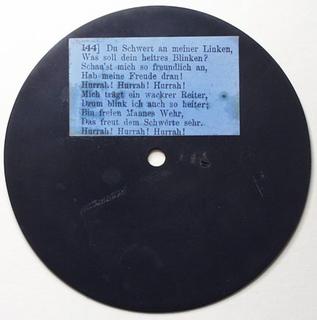 144] Du Schwert an meiner Linken,
Was soll dein heitres Blinken?
Schau'st mich so freundlich an,
Hab meine Freude dran!
Hurrah! Hurrah! Hurrah!
Mich trägt ein wackrer Reiter,
Drum blink ich auch so heiter;
Bin freien Mannes Wehr,
Das freut dem Schwerte sehr.
Hurrah! Hurrah! Hurrah!